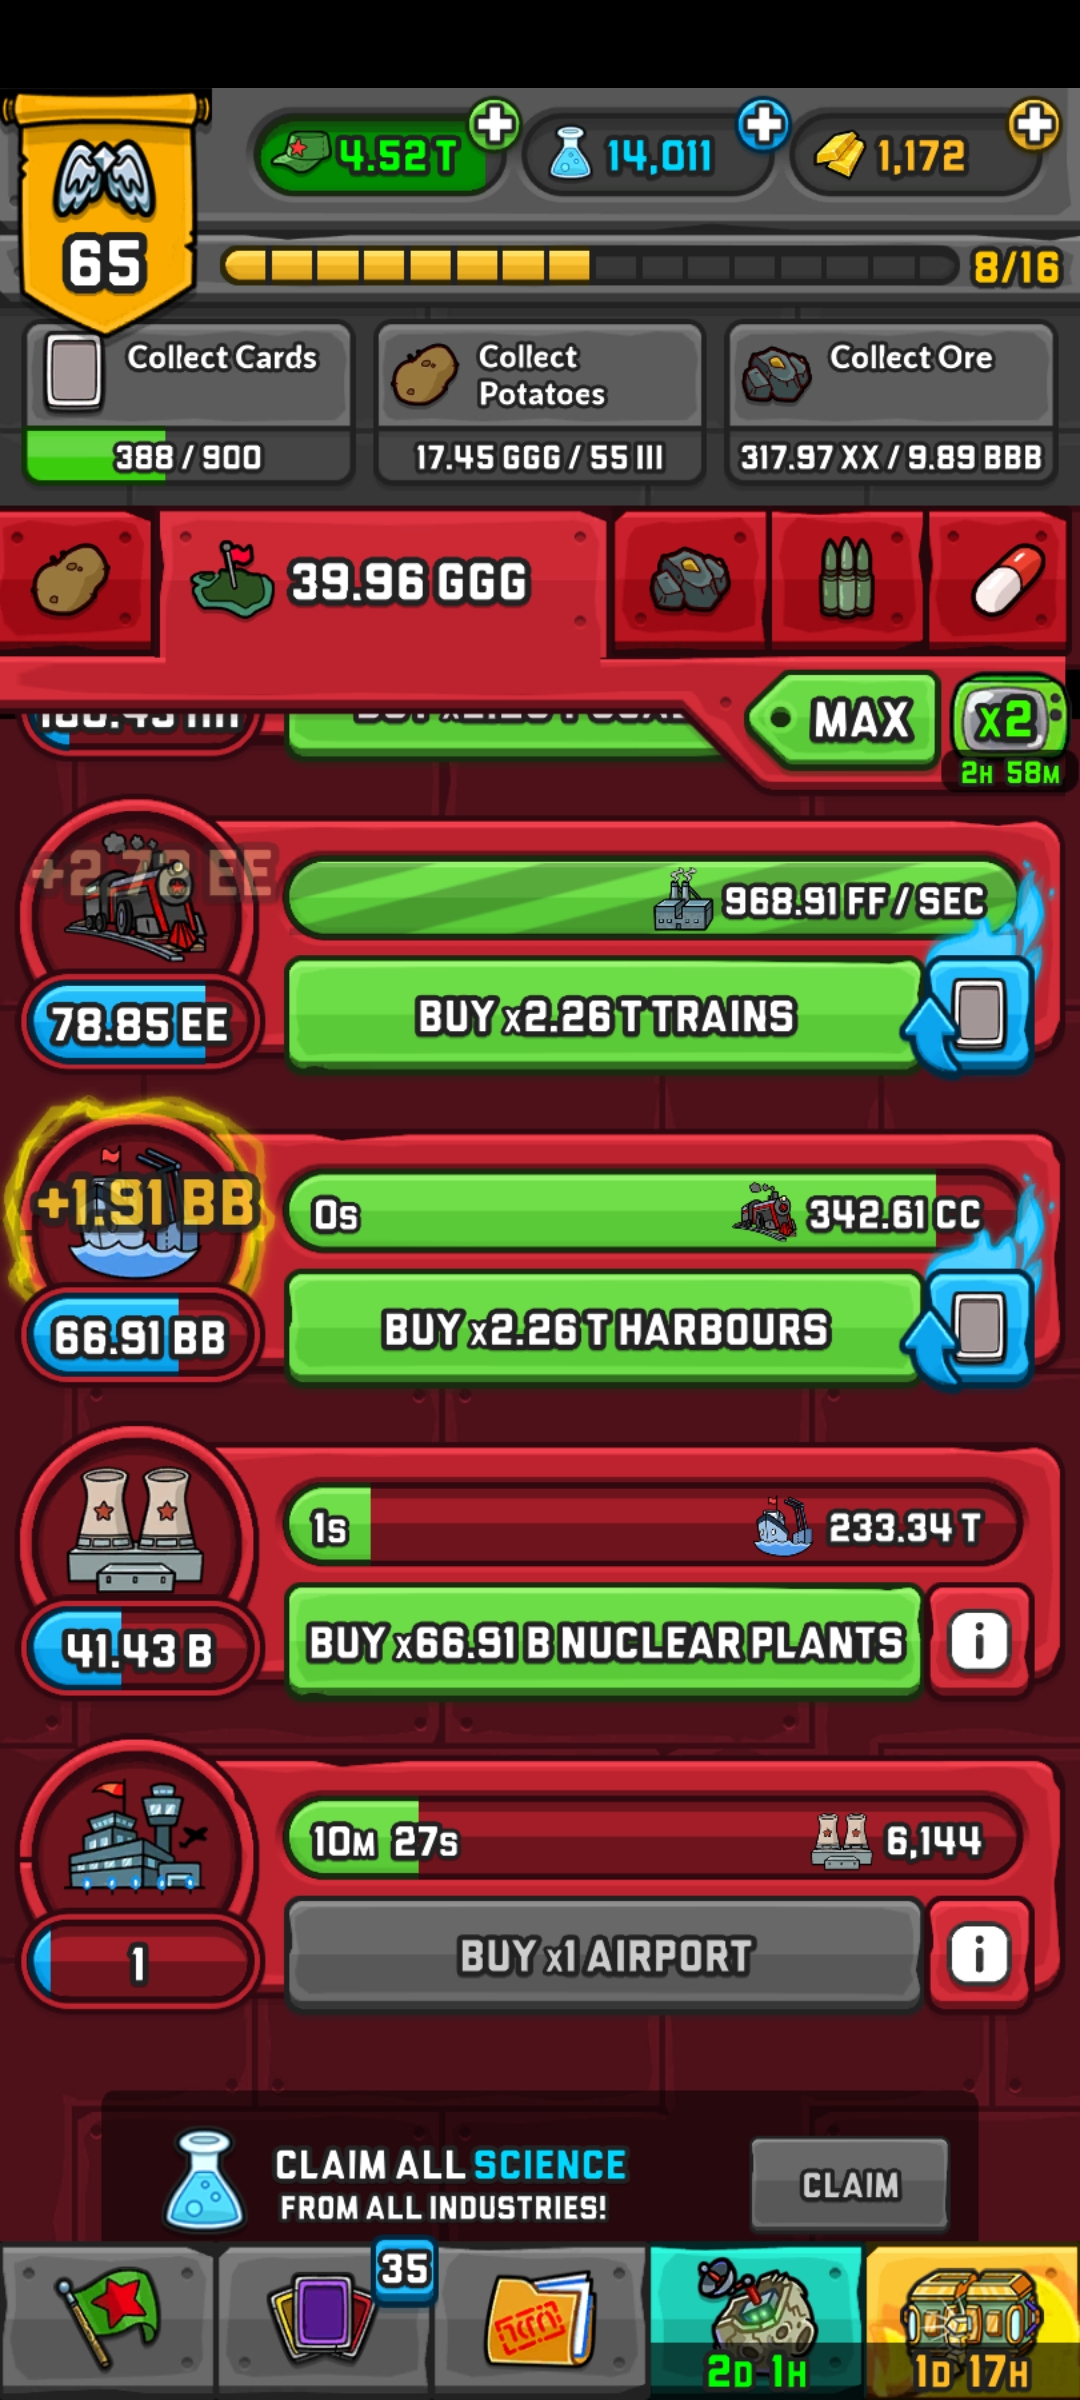 4.52 T
14,011
1,172
65
8/16
Collect Cards
388 / 900
Collect
Potatoes
17.45 GGG / 55 III
Collect Ore
317.97 XX / 9.89 BBB
39.96 GGG
MAX
x2
2H 58M
+2.78 EE
968.91 FF / SEC
78.85 EE
BUY x2.26 T TRAINS
+1.91 BB
0s
342.61 CC
66.91 BB
BUY x2.26 T HARBOURS
1s
233.34 T
41.43 B
BUY x66.91 B NUCLEAR PLANTS
10M 27s
6,144
1
BUY x1 AIRPORT
CLAIM ALL SCIENCE
FROM ALL INDUSTRIES!
CLAIM
35
2D 1H
1D 17H